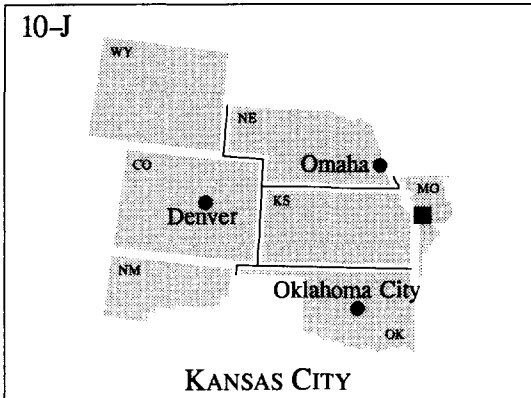 10–J
WY
NE
Omaha
CO
MO
KS
Denver
NM
Oklahoma City
OK
KANSAS CITY